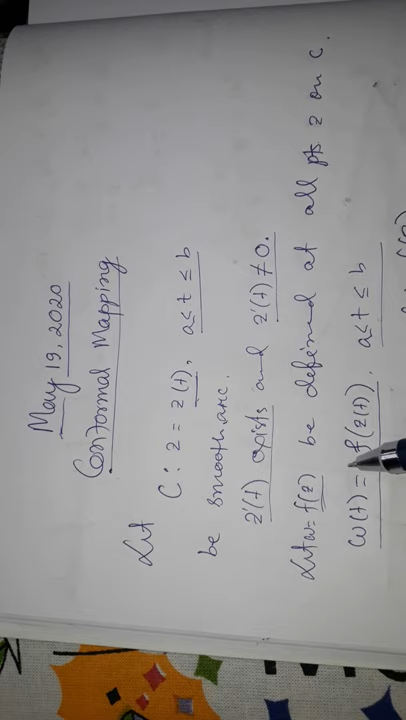 May 19, 2020
Conformal Mapping
Let
C : z = z(t), a ≤ t ≤ b
be smooth arc.
z'(t) exists and z'(t) ≠ 0.
Let w = f(z) be defined at all pts z on C.
w(t) = f(z(t)), a ≤ t ≤ b